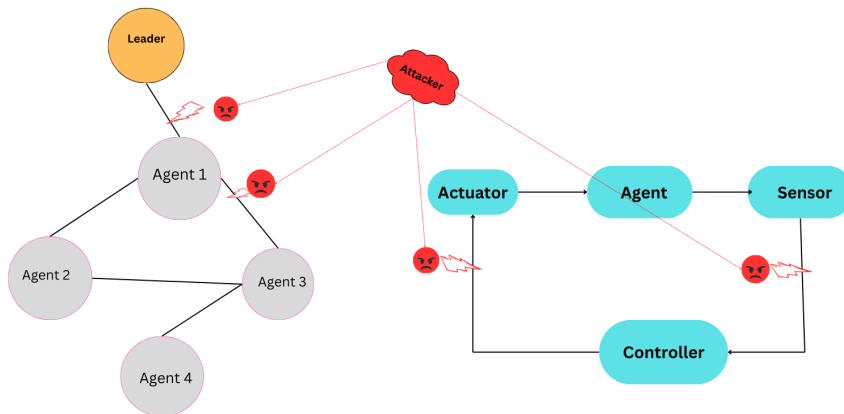 Leader
Attacker
Agent 1
Actuator
Agent
Sensor
Agent 2
Agent 3
Controller
Agent 4